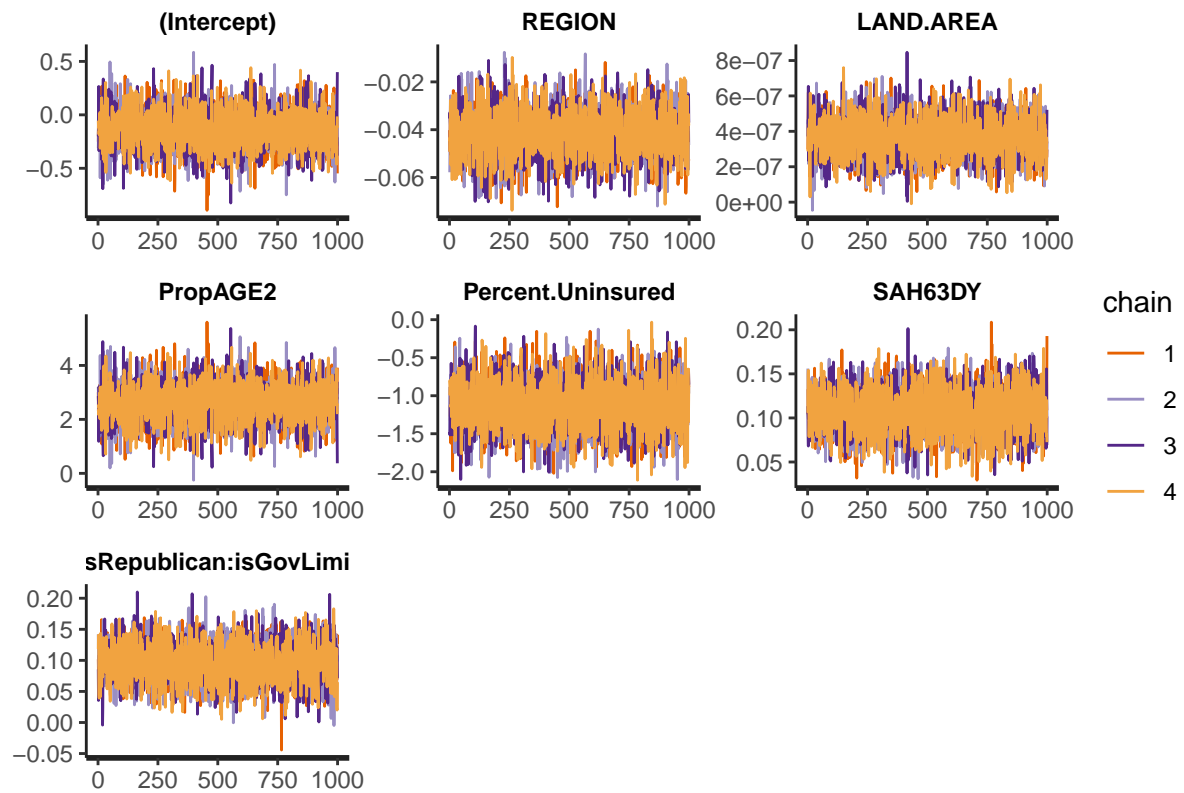 (Intercept) REGION LAND.AREA
0.5 0.0 −0.5
−0.02 −0.04 −0.06
8e−07 6e−07 4e−07 2e−07 0e+00
0 250 500 750 1000 0 250 500 750 1000 0 250 500 750 1000
PropAGE2 Percent.Uninsured SAH63DY
4 2 0
0.0 −0.5 −1.0 −1.5 −2.0
0.20 0.15 0.10 0.05
0 250 500 750 1000 0 250 500 750 1000 0 250 500 750 1000
sRepublican:isGovLimi
0.20 0.15 0.10 0.05 0.00 −0.05
0 250 500 750 1000
chain
1
2
3
4